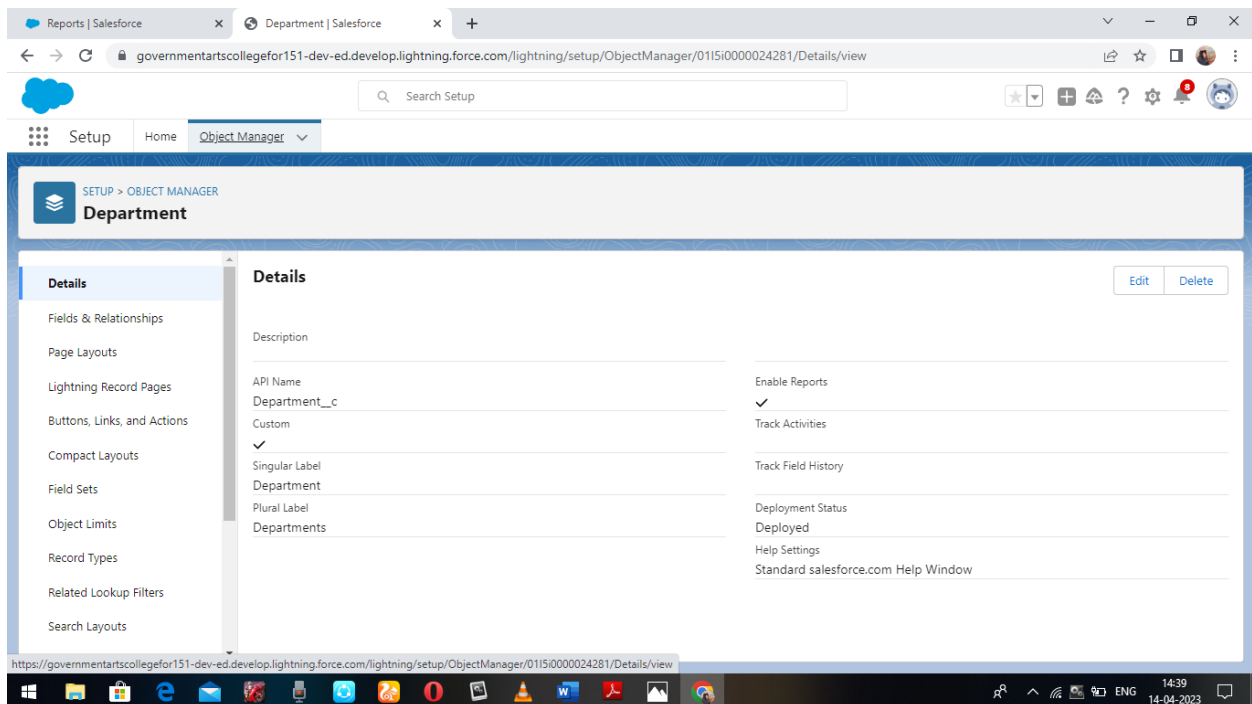 Reports | Salesforce
Department | Salesforce
governmentartscollegefor151-dev-ed.develop.lightning.force.com/lightning/setup/ObjectManager/01I5i0000024281/Details/view
Search Setup
8
Setup
Home
Object Manager
SETUP > OBJECT MANAGER
Department
Details
Fields & Relationships
Page Layouts
Lightning Record Pages
Buttons, Links, and Actions
Compact Layouts
Field Sets
Object Limits
Record Types
Related Lookup Filters
Search Layouts
Details
Edit
Delete
Description
API Name
Department__c
Custom
Singular Label
Department
Plural Label
Departments
Enable Reports
Track Activities
Track Field History
Deployment Status
Deployed
Help Settings
Standard salesforce.com Help Window
https://governmentartscollegefor151-dev-ed.develop.lightning.force.com/lightning/setup/ObjectManager/01I5i0000024281/Details/view
ENG
14:39
14-04-2023